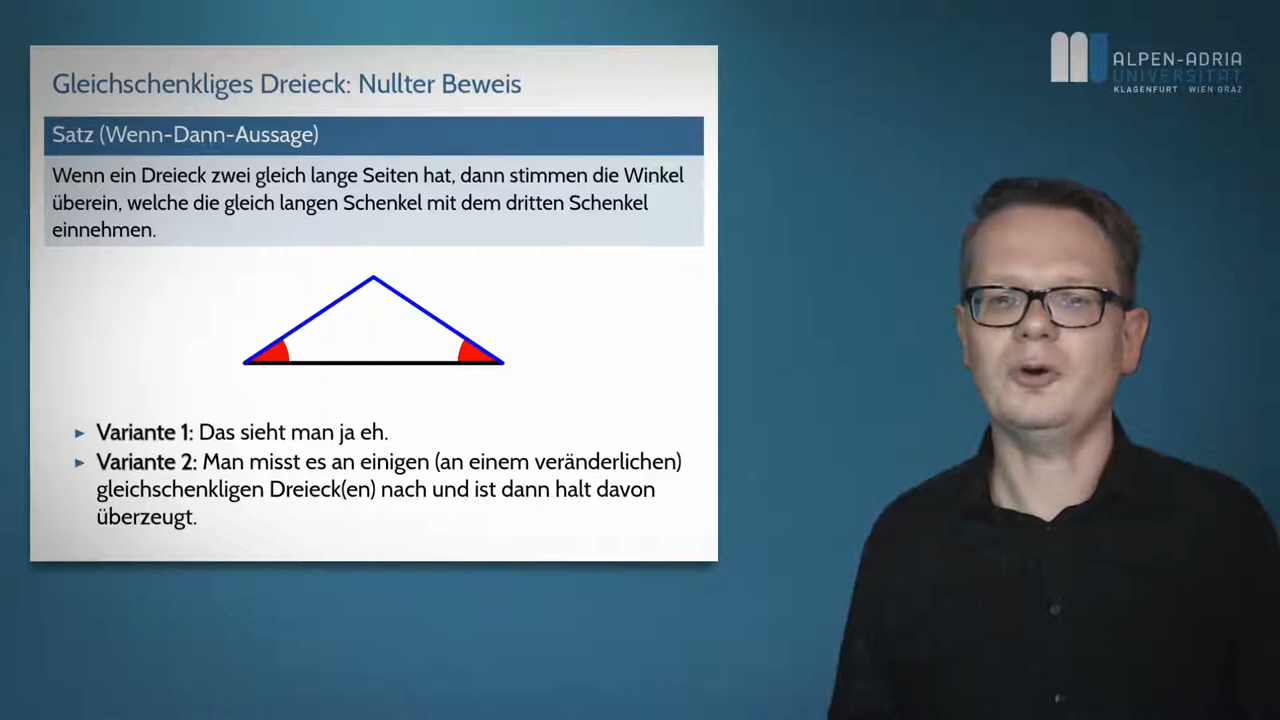 Gleichschenkliges Dreieck: Nullter Beweis
Satz (Wenn-Dann-Aussage)
Wenn ein Dreieck zwei gleich lange Seiten hat, dann stimmen die Winkel
überein, welche die gleich langen Schenkel mit dem dritten Schenkel
einnehmen.
▸ Variante 1: Das sieht man ja eh.
▸ Variante 2: Man misst es an einigen (an einem veränderlichen)
gleichschenkligen Dreieck(en) nach und ist dann halt davon
überzeugt.
ALPEN-ADRIA
UNIVERSITÄT
KLAGENFURT WIEN GRAZ